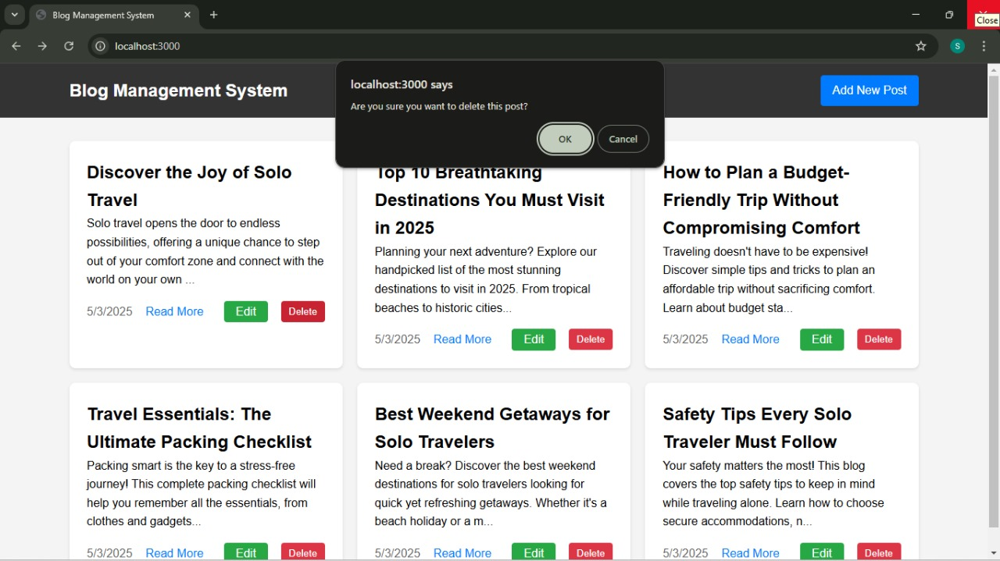 Blog Management System
Close
localhost:3000
S
Blog Management System
Add New Post
localhost:3000 says
Are you sure you want to delete this post?
OK
Cancel
Discover the Joy of Solo
Travel
Solo travel opens the door to endless
possibilities, offering a unique chance to step
out of your comfort zone and connect with the
world on your own ...
5/3/2025 Read More Edit Delete
Top 10 Breathtaking
Destinations You Must Visit
in 2025
Planning your next adventure? Explore our
handpicked list of the most stunning
destinations to visit in 2025. From tropical
beaches to historic cities...
5/3/2025 Read More Edit Delete
How to Plan a Budget-
Friendly Trip Without
Compromising Comfort
Traveling doesn't have to be expensive!
Discover simple tips and tricks to plan an
affordable trip without sacrificing comfort.
Learn about budget sta...
5/3/2025 Read More Edit Delete
Travel Essentials: The
Ultimate Packing Checklist
Packing smart is the key to a stress-free
journey! This complete packing checklist will
help you remember all the essentials, from
clothes and gadgets...
5/3/2025 Read More Edit Delete
Best Weekend Getaways for
Solo Travelers
Need a break? Discover the best weekend
destinations for solo travelers looking for
quick yet refreshing getaways. Whether it's a
beach holiday or a m...
5/3/2025 Read More Edit Delete
Safety Tips Every Solo
Traveler Must Follow
Your safety matters the most! This blog
covers the top safety tips to keep in mind
while traveling alone. Learn how to choose
secure accommodations, n...
5/3/2025 Read More Edit Delete